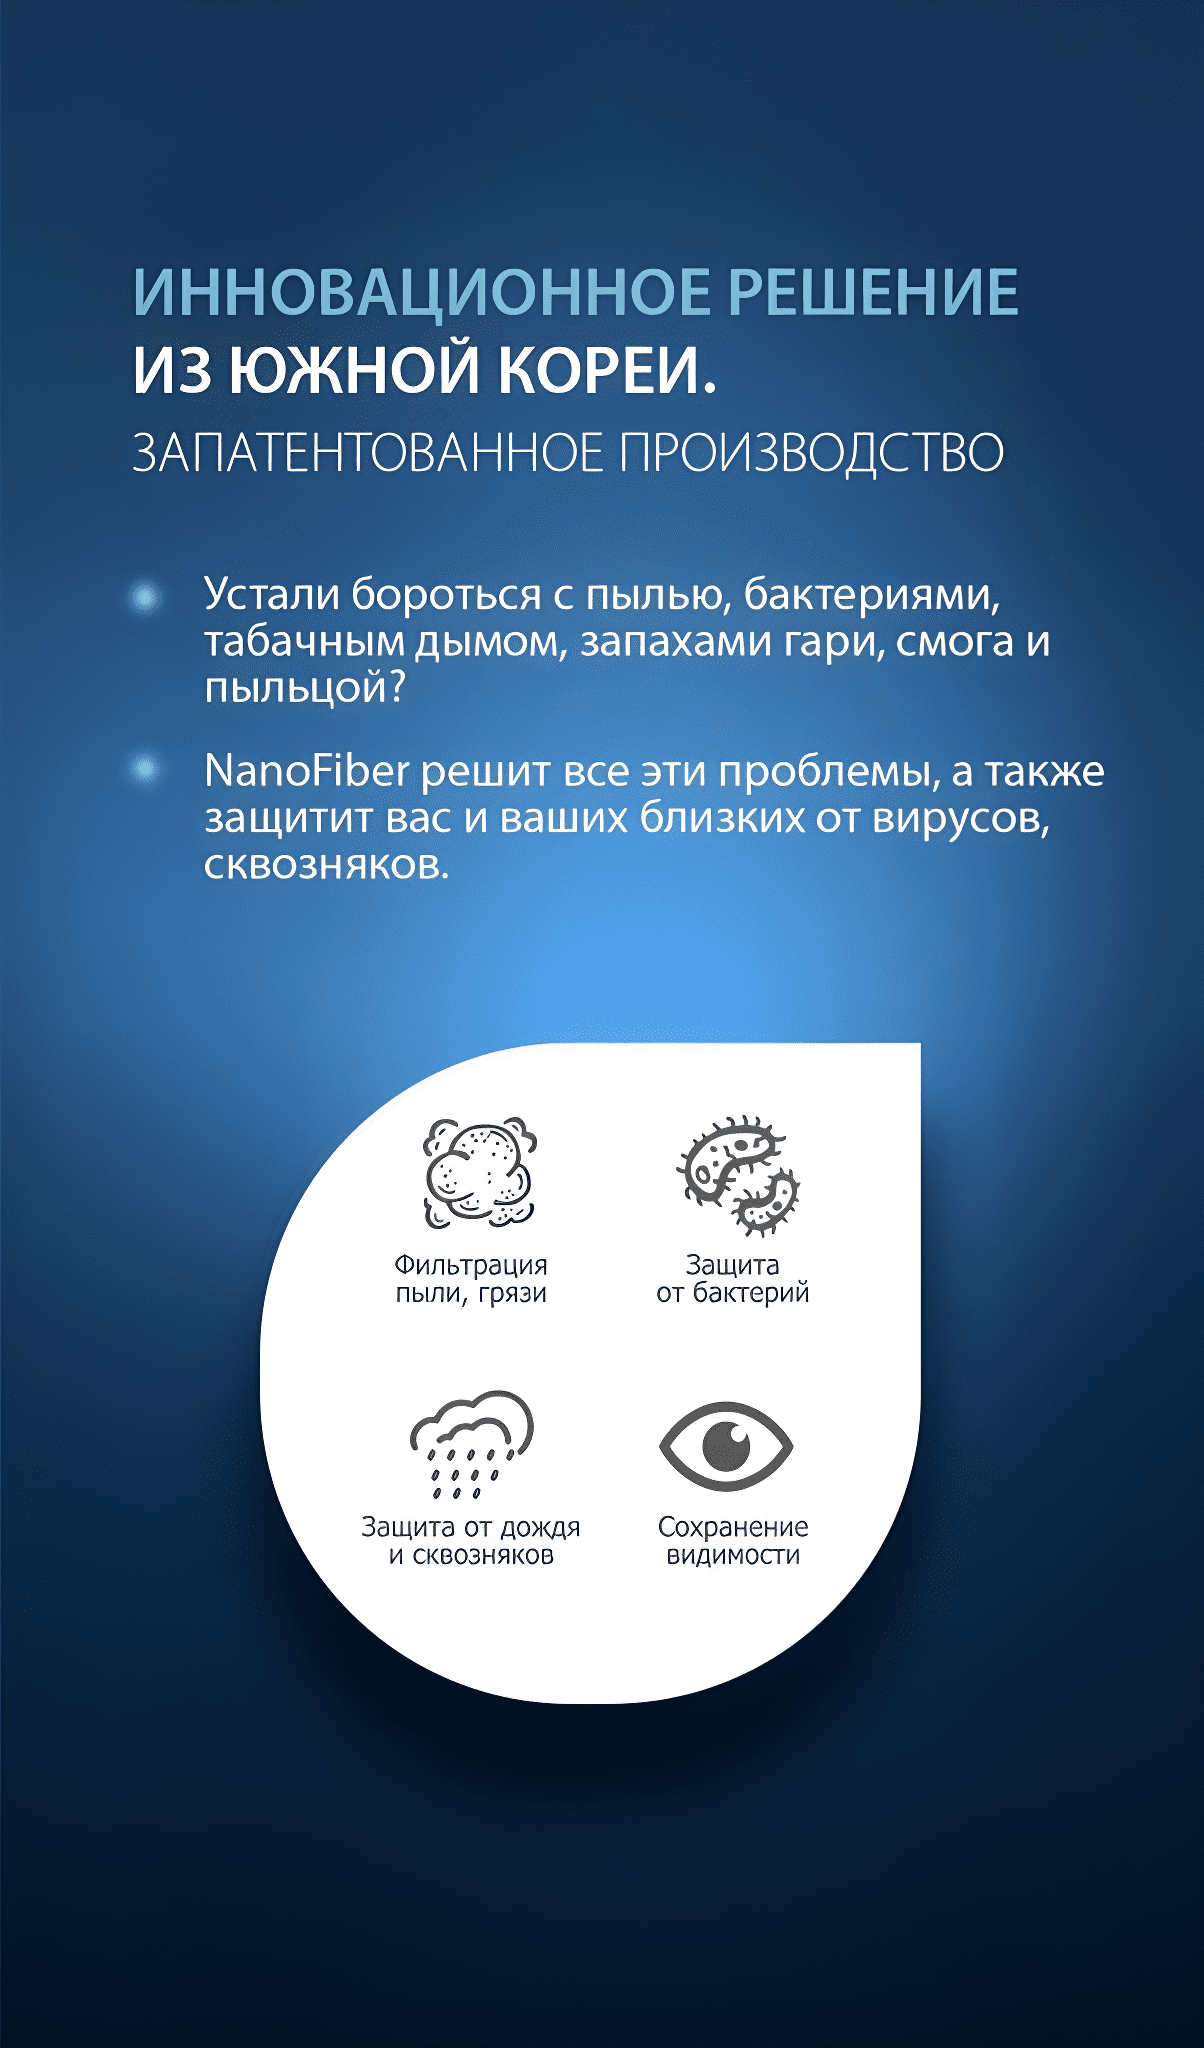 ИННОВАЦИОННОЕ РЕШЕНИЕ
ИЗ ЮЖНОЙ КОРЕИ.
ЗАПАТЕНТОВАННОЕ ПРОИЗВОДСТВО
Устали бороться с пылью, бактериями,
табачным дымом, запахами гари, смога и
пыльцой?
NanoFiber решит все эти проблемы, а также
защитит вас и ваших близких от вирусов,
сквозняков.
Фильтрация
пыли, грязи
Защита
от бактерий
Защита от дождя
и сквозняков
Сохранение
видимости